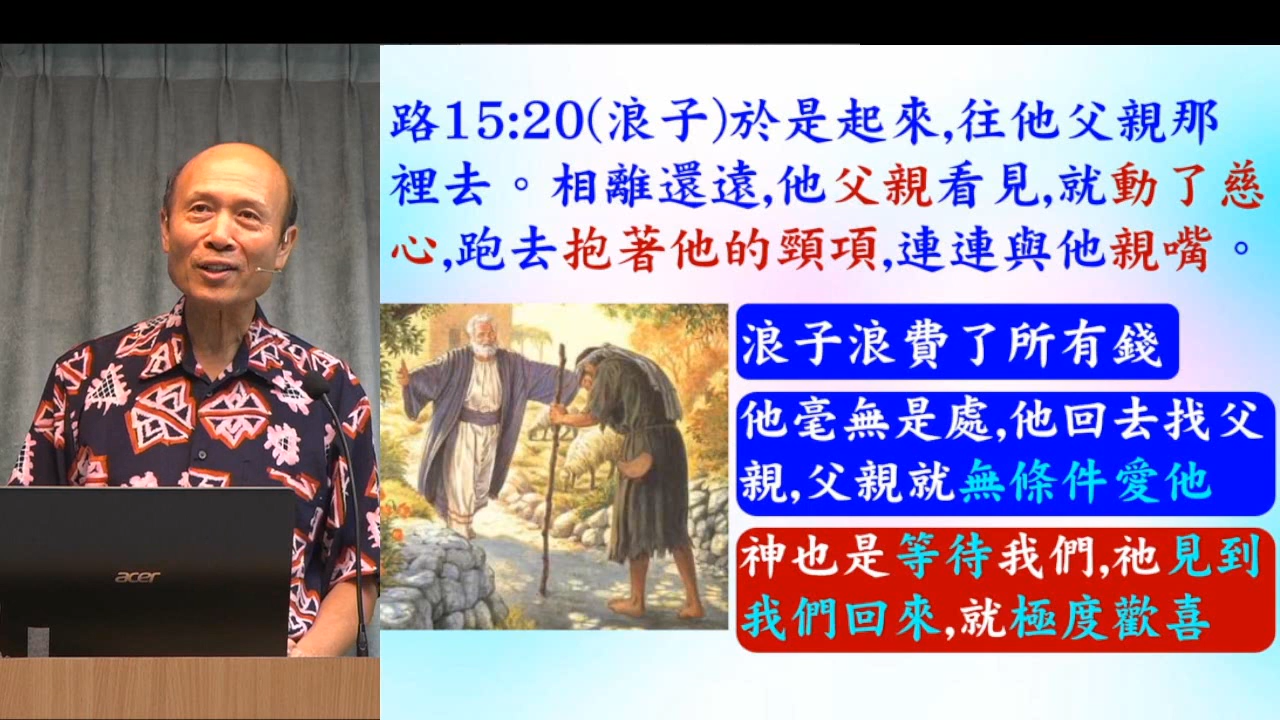 路15:20(浪子)於是起來,往他父親那
裡去。相離還遠,他父親看見,就動了慈
心,跑去抱著他的頸項,連連與他親嘴。
浪子浪費了所有錢
他毫無是處,他回去找父
親,父親就無條件愛他
神也是等待我們,祂見到
我們回來,就極度歡喜
acer